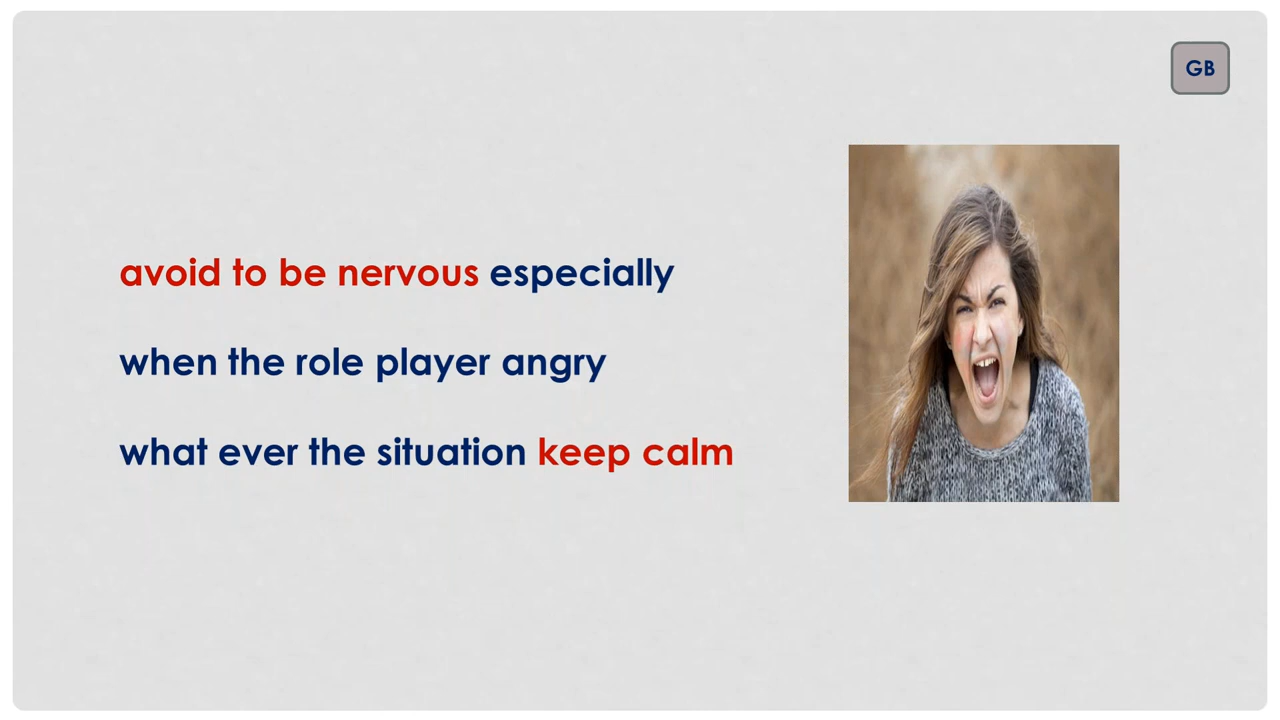 GB
avoid to be nervous especially
when the role player angry
what ever the situation keep calm